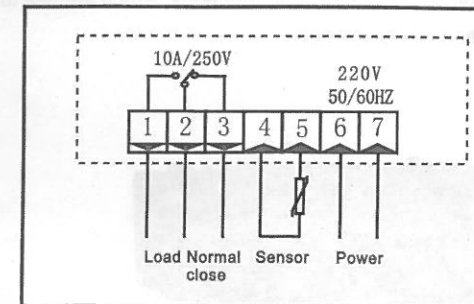 10A/250V
220V
50/60HZ
1 2 3 4 5 6 7
Load Normal Sensor Power
close